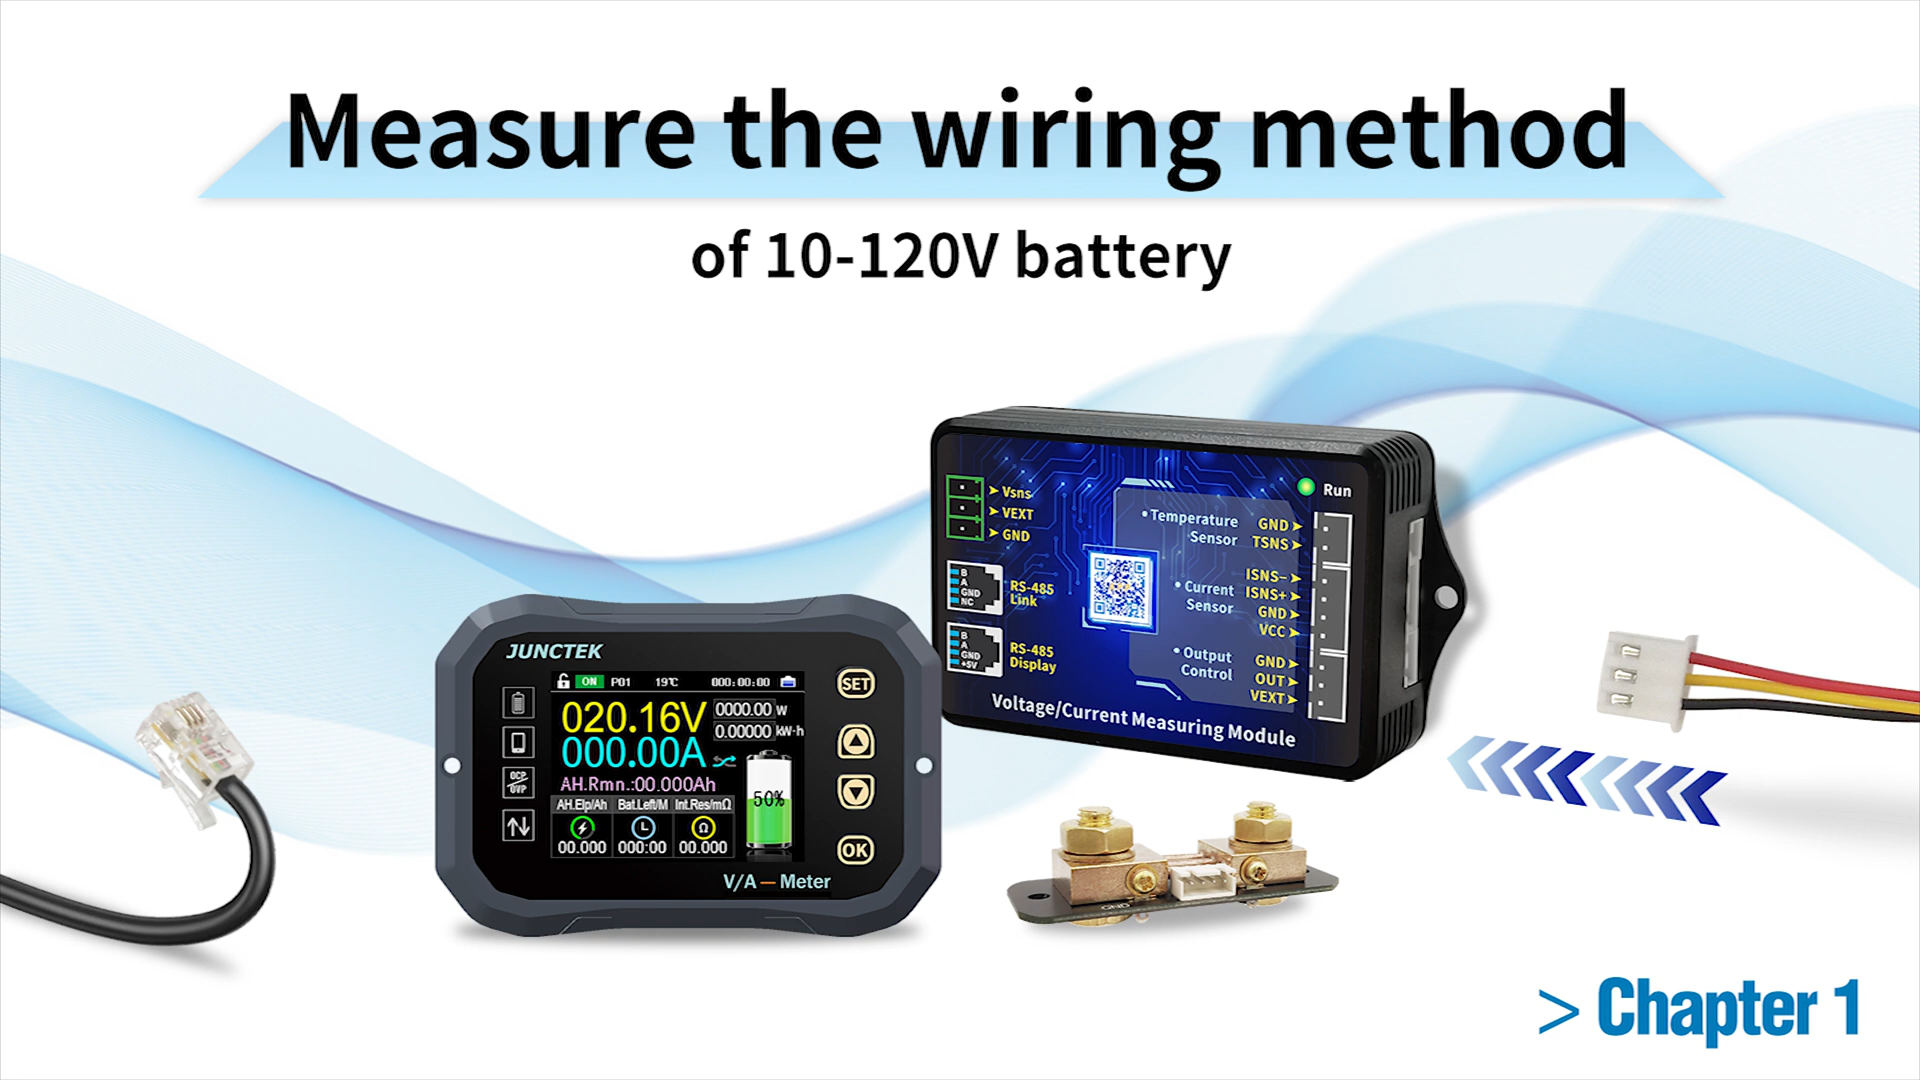 Measure the wiring method
of 10-120V battery
Run
Vsns
VEXT
GND
• Temperature Sensor
GND
TSNS
B
A
GND
NC
RS-485 Link
• Current Sensor
ISNS-
ISNS+
GND
VCC
B
A
GND
+5V
RS-485 Display
• Output Control
GND
OUT
VEXT
Voltage/Current Measuring Module
JUNCTEK
ON P01 19℃ 000:00:00
020.16V 0000.00 W
0.00000 kW·h
000.00A
AH.Rmn.:00.000Ah
50%
AH.Elp/Ah Bat.Left/M Int.Res/mΩ
Ω
00.000 000:00 00.000
OCP
OVP
SET
OK
V/A — Meter
GND
> Chapter 1